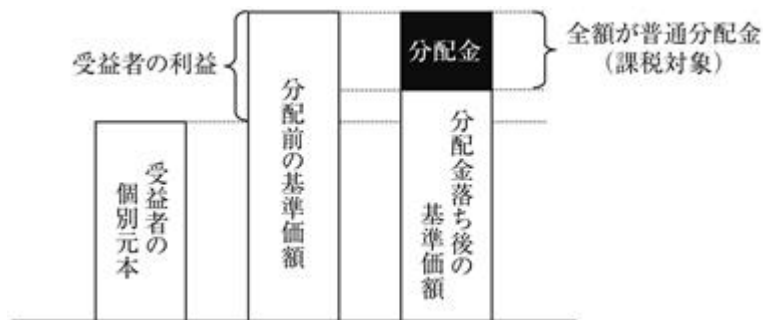 受益者の利益
受益者の
個別元本
分配前の基準価額
分配金
分配金落ち後の
基準価額
全額が普通分配金
（課税対象）